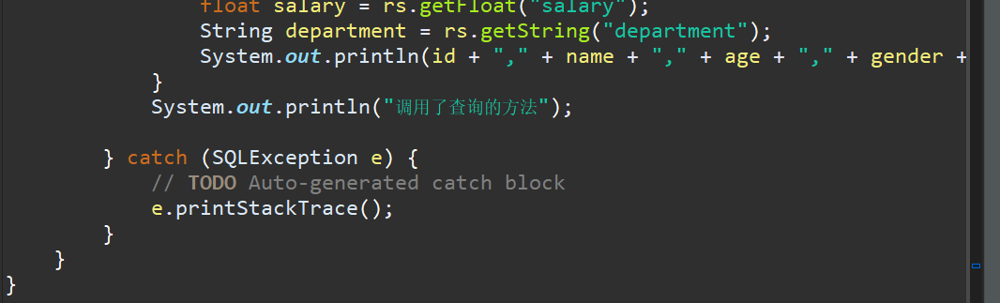 float salary = rs.getFloat("salary");
String department = rs.getString("department");
System.out.println(id + "," + name + "," + age + "," + gender +
}
System.out.println("调用了查询的方法");
} catch (SQLException e) {
// TODO Auto-generated catch block
e.printStackTrace();
}
}
}